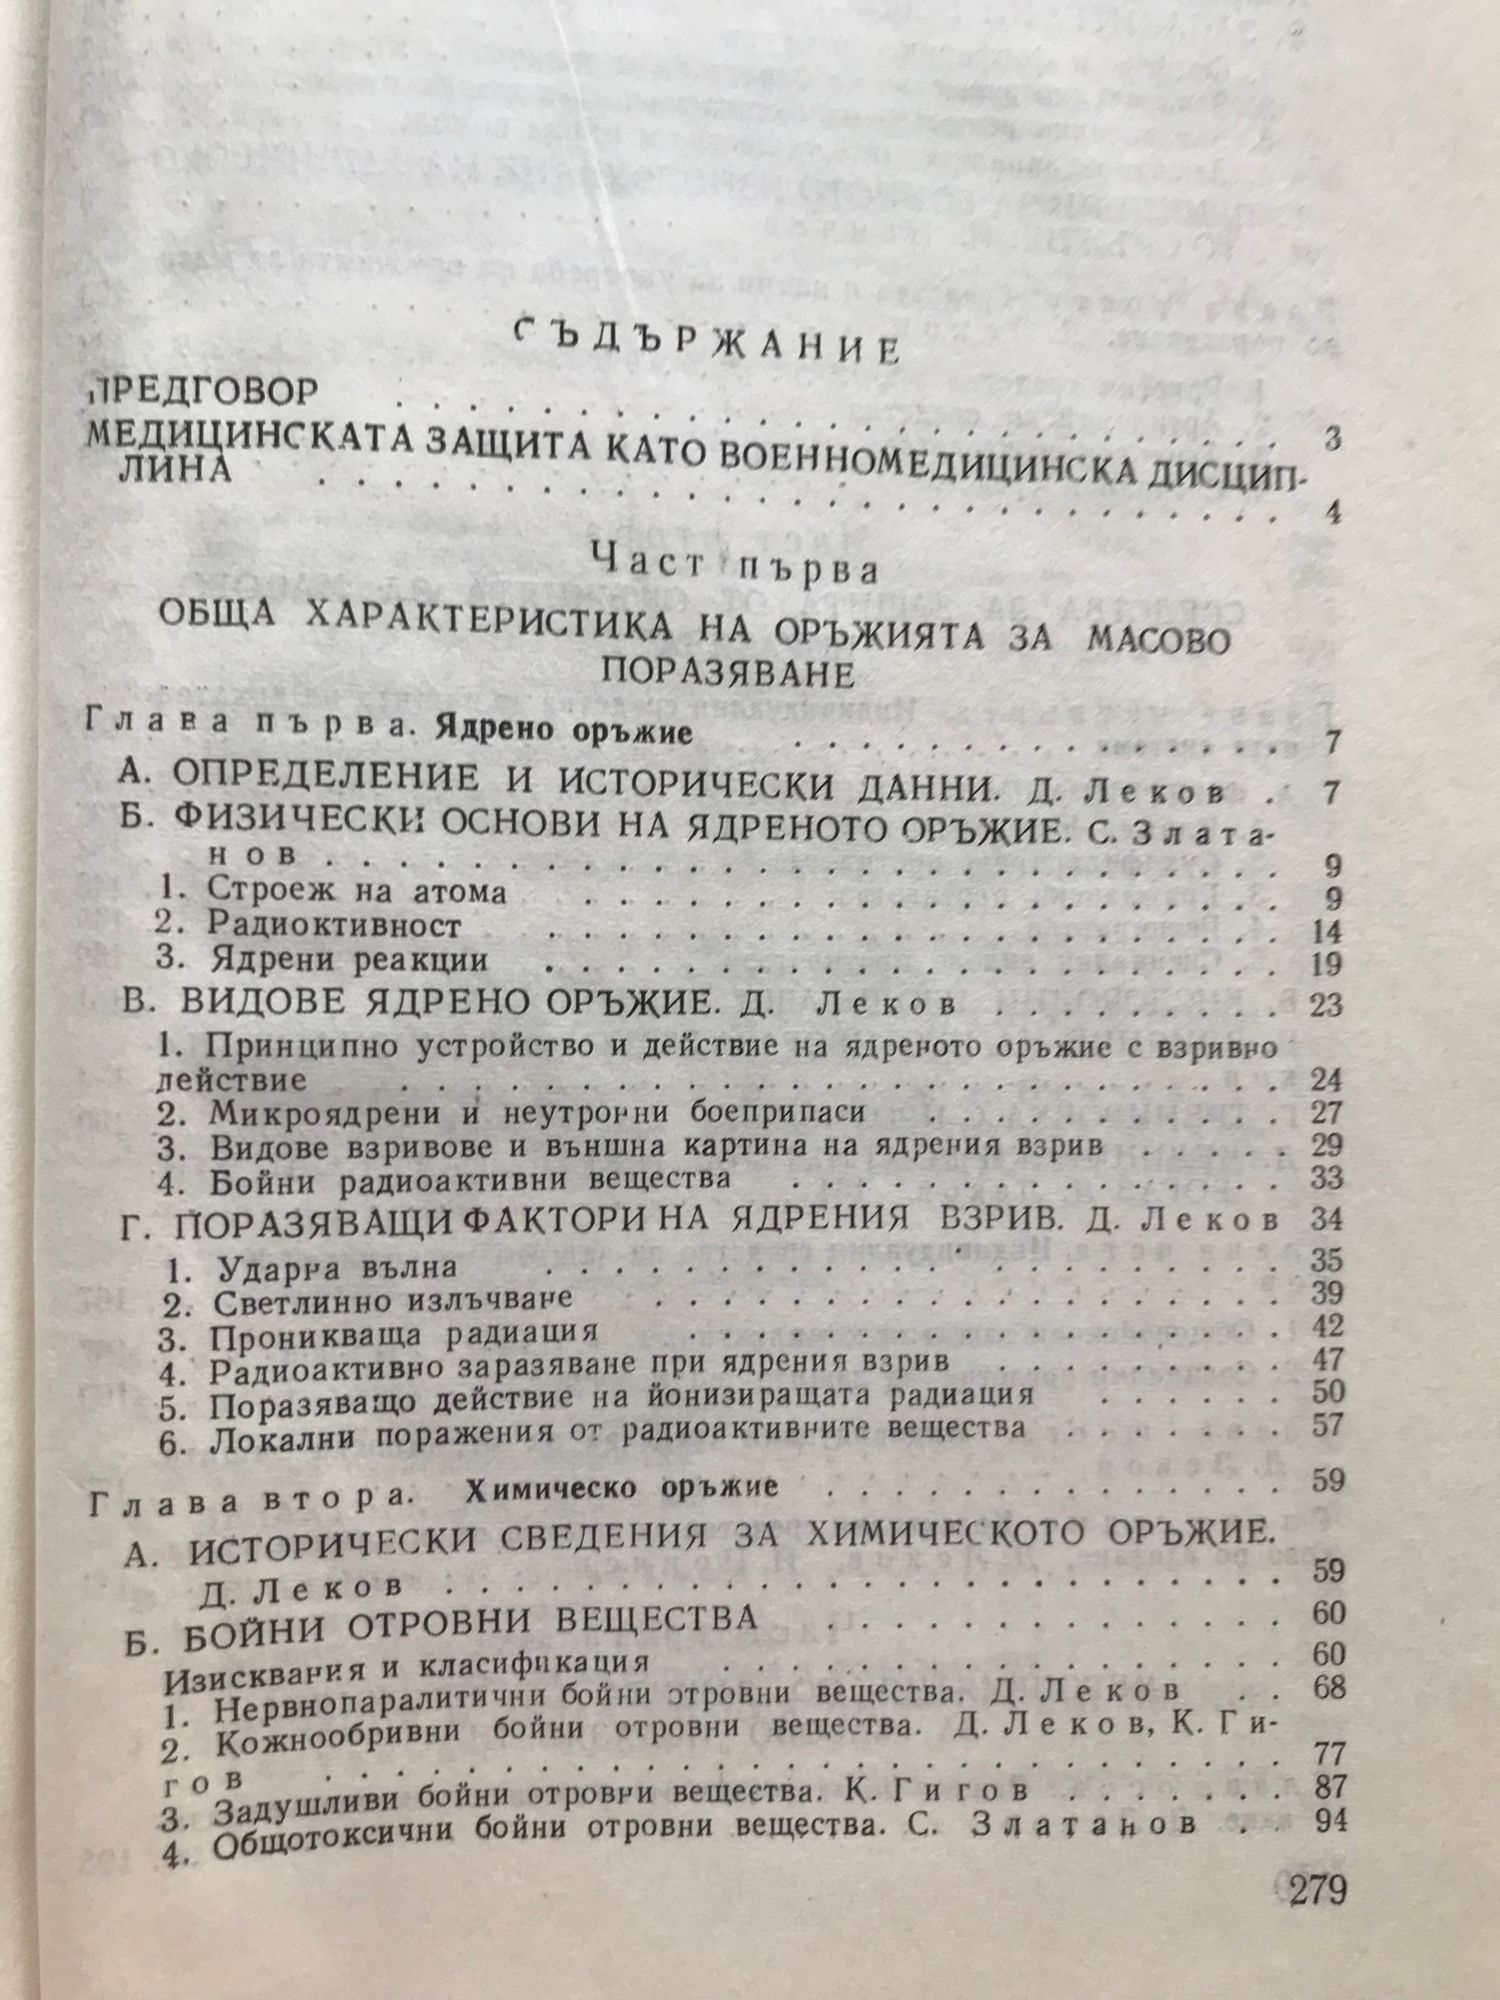 СЪДЪРЖАНИЕ
ПРЕДГОВОР . . . . . . . . . . . . . . . . . . 3
МЕДИЦИНСКАТА ЗАЩИТА КАТО ВОЕННОМЕДИЦИНСКА ДИСЦИП-
ЛИНА . . . . . . . . . . . . . . . . . . . . 4
Част първа
ОБЩА ХАРАКТЕРИСТИКА НА ОРЪЖИЯТА ЗА МАСОВО
ПОРАЗЯВАНЕ
Глава първа. Ядрено оръжие . . . . . . . . . . . . . . 7
А. ОПРЕДЕЛЕНИЕ И ИСТОРИЧЕСКИ ДАННИ. Д. Леков . 7
Б. ФИЗИЧЕСКИ ОСНОВИ НА ЯДРЕНОТО ОРЪЖИЕ. С. Злата-
нов . . . . . . . . . . . . . . . . . . . . 9
1. Строеж на атома . . . . . . . . . . . . . . . . . 9
2. Радиоктивност . . . . . . . . . . . . . . . . . . 14
3. Ядрени реакции . . . . . . . . . . . . . . . . . . 19
В. ВИДОВЕ ЯДРЕНО ОРЪЖИЕ. Д. Леков . . . . . . . . . 23
1. Принципно устройство и действие на ядреното оръжие с взривно
действие . . . . . . . . . . . . . . . . . . . . 24
2. Микроядрени и неутронни боеприпаси . . . . . . . . . . 27
3. Видове взривове и външна картина на ядрения взрив . . . . . 29
4. Бойни радиоактивни вещества . . . . . . . . . . . . . 33
Г. ПОРАЗЯВАЩИ ФАКТОРИ НА ЯДРЕНИЯ ВЗРИВ. Д. Леков 34
1. Ударна вълна . . . . . . . . . . . . . . . . . . 35
2. Светлинно излъчване . . . . . . . . . . . . . . . . 39
3. Проникваща радиация . . . . . . . . . . . . . . . 42
4. Радиоактивно заразяване при ядрения взрив . . . . . . . . 47
5. Поразяващо действие на йонизиращата радиация . . . . . . 50
6. Локални поражения от радиоактивните вещества . . . . . . . 57
Глава втора. Химическо оръжие . . . . . . . . . . . . . 59
А. ИСТОРИЧЕСКИ СВЕДЕНИЯ ЗА ХИМИЧЕСКОТО ОРЪЖИЕ.
Д. Леков . . . . . . . . . . . . . . . . . . . 59
Б. БОЙНИ ОТРОВНИ ВЕЩЕСТВА . . . . . . . . . . . . 60
Изисквания и класификация . . . . . . . . . . . . . . 60
1. Нервнопаралитични бойни отровни вещества. Д. Леков . . 68
2. Кожнообривни бойни отровни вещества. Д. Леков, К. Ги-
гов . . . . . . . . . . . . . . . . . . . . . 77
3. Задушливи бойни отровни вещества. К. Гигов . . . . . . . 87
4. Общотоксични бойни отровни вещества. С. Златанов . . 94
279